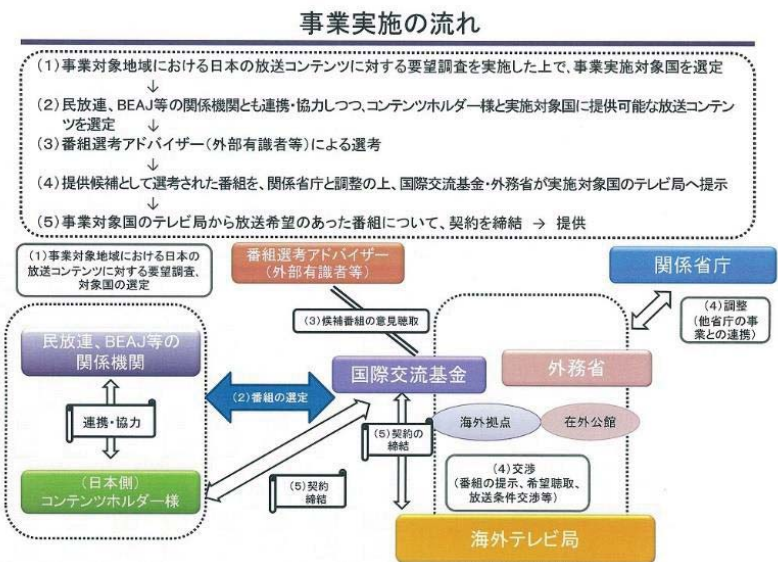 事業実施の流れ
(1)事業対象地域における日本の放送コンテンツに対する要望調査を実施した上で、事業実施対象国を選定
↓
(2)民放連、BEAJ等の関係機関とも連携・協力しつつ、コンテンツホルダー様と実施対象国に提供可能な放送コンテン
ツを選定 ↓
(3)番組選考アドバイザー(外部有識者等)による選考
↓
(4)提供候補として選考された番組を、関係省庁と調整の上、国際交流基金・外務省が実施対象国のテレビ局へ提示
↓
(5)事業対象国のテレビ局から放送希望のあった番組について、契約を締結 → 提供
(1)事業対象地域における日本の
放送コンテンツに対する要望調査、
対象国の選定
番組選考アドバイザー
(外部有識者等)
関係省庁
(3)候補番組の意見聴取
(4)調整
(他省庁の事
業との連携)
民放連、BEAJ等の
関係機関
国際交流基金
外務省
(2)番組の選定
連携・協力
海外拠点
在外公館
(5)契約の
締結
(4)交渉
(番組の提示、希望聴取、
放送条件交渉等)
(日本側)
コンテンツホルダー様
(5)契約
締結
海外テレビ局